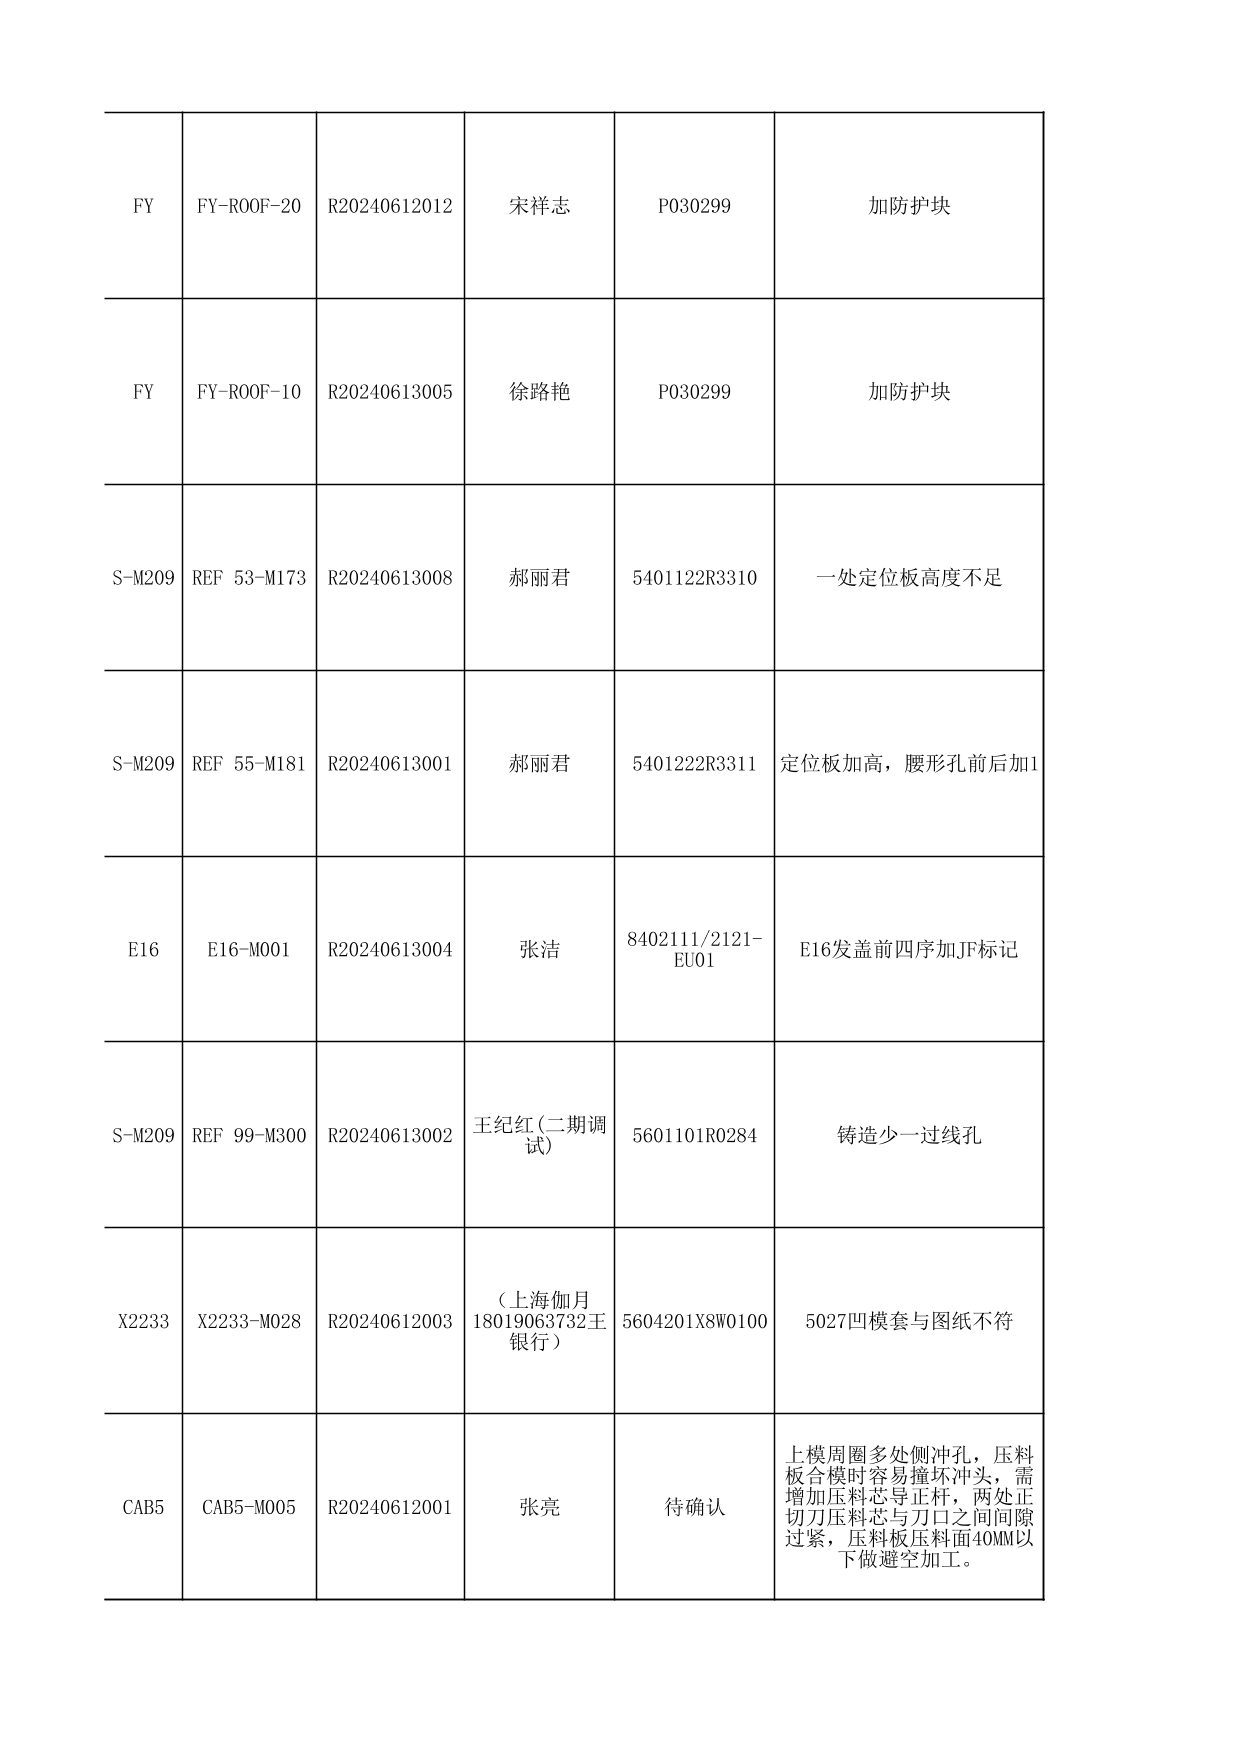 FY FY-ROOF-20 R20240612012 宋祥志 P030299 加防护块
FY FY-ROOF-10 R20240613005 徐路艳 P030299 加防护块
S-M209 REF 53-M173 R20240613008 郝丽君 5401122R3310 一处定位板高度不足
S-M209 REF 55-M181 R20240613001 郝丽君 5401222R3311 定位板加高，腰形孔前后加1
E16 E16-M001 R20240613004 张洁 8402111/2121-
EU01 E16发盖前四序加JF标记
S-M209 REF 99-M300 R20240613002 王纪红(二期调
试) 5601101R0284 铸造少一过线孔
X2233 X2233-M028 R20240612003 （上海伽月
18019063732王
银行） 5604201X8W0100 5027凹模套与图纸不符
CAB5 CAB5-M005 R20240612001 张亮 待确认 上模周圈多处侧冲孔，压料
板合模时容易撞坏冲头，需
增加压料芯导正杆，两处正
切刀压料芯与刀口之间间隙
过紧，压料板压料面40MM以
下做避空加工。